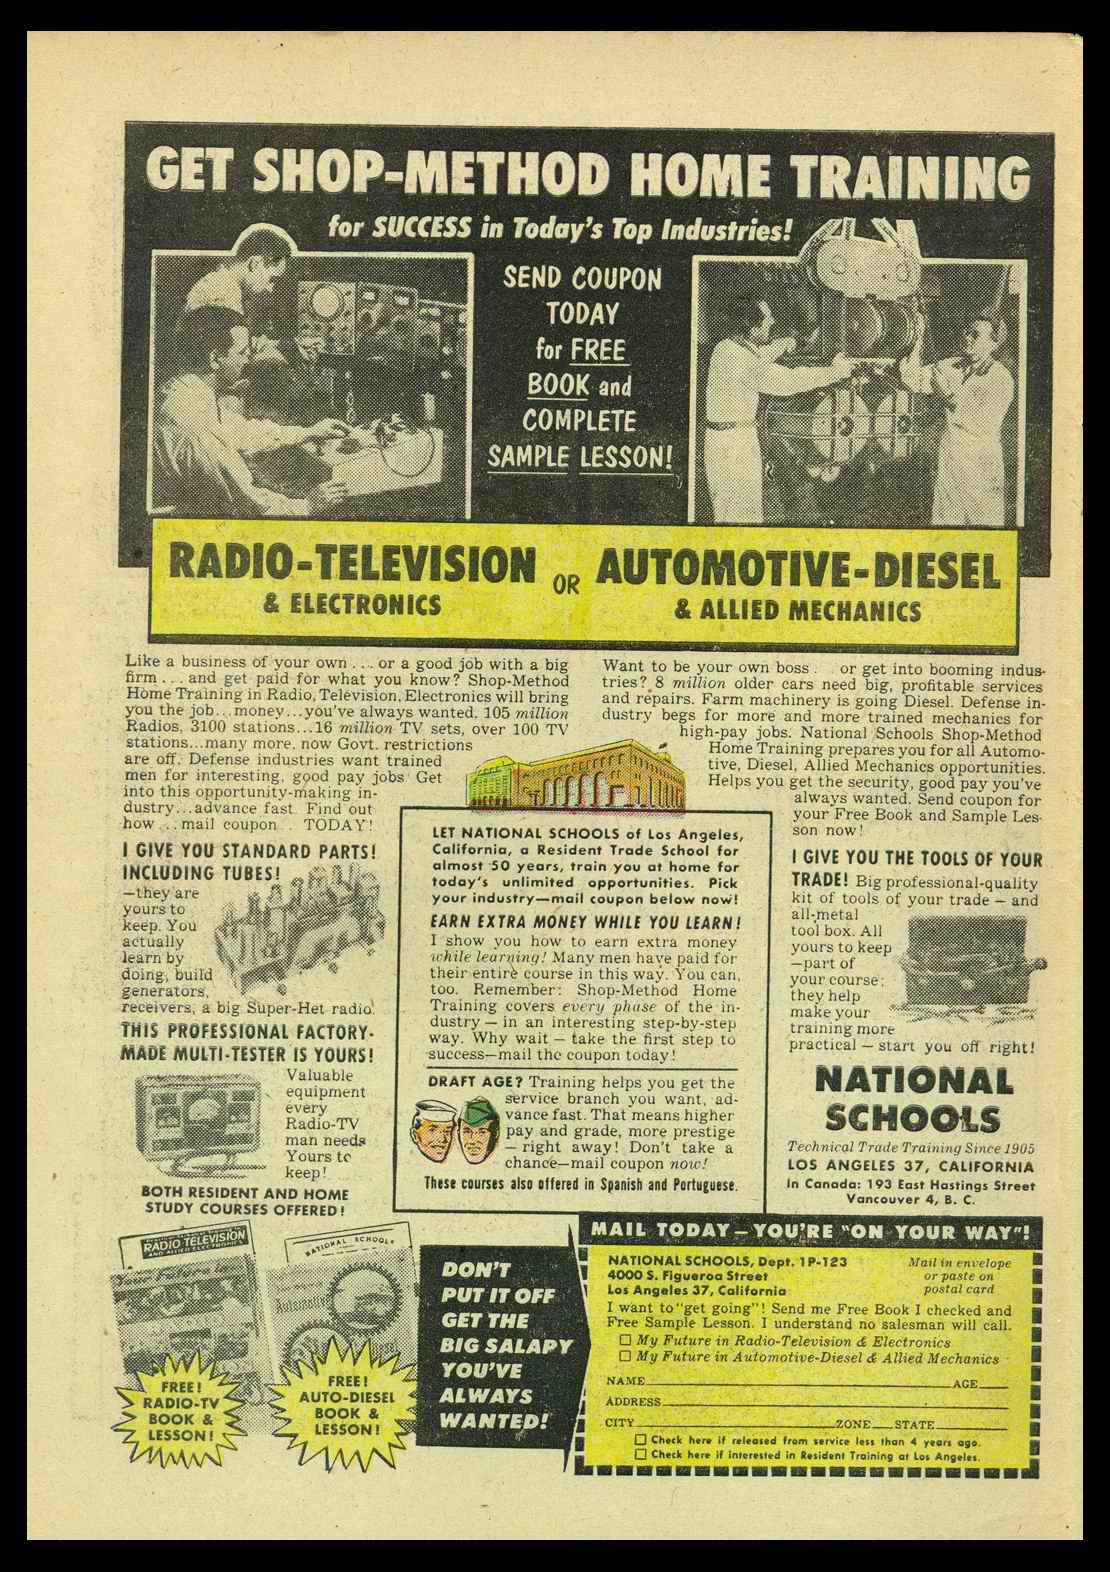 GET SHOP-METHOD HOME TRAINING
for SUCCESS in Today's Top Industries!
SEND COUPON
TODAY
for FREE
BOOK and
COMPLETE
SAMPLE LESSON!
RADIO-TELEVISION
& ELECTRONICS
OR
AUTOMOTIVE-DIESEL
& ALLIED MECHANICS
Like a business of your own ... or a good job with a big
firm ... and get paid for what you know? Shop-Method
Home Training in Radio, Television, Electronics will bring
you the job...money...you've always wanted. 105 million
Radios, 3100 stations...16 million TV sets, over 100 TV
stations...many more, now Govt. restrictions
are off. Defense industries want trained
men for interesting, good pay jobs Get
into this opportunity-making in-
dustry...advance fast. Find out
how...mail coupon . . TODAY!
I GIVE YOU STANDARD PARTS!
INCLUDING TUBES!
—they are
yours to
keep. You
actually
learn by
doing, build
generators,
receivers, a big Super-Het radio!
THIS PROFESSIONAL FACTORY-
MADE MULTI-TESTER IS YOURS!
Valuable
equipment
every
Radio-TV
man needs
Yours to
keep!
BOTH RESIDENT AND HOME
STUDY COURSES OFFERED!
LET NATIONAL SCHOOLS of Los Angeles,
California, a Resident Trade School for
almost 50 years, train you at home for
today's unlimited opportunities. Pick
your industry—mail coupon below now!
EARN EXTRA MONEY WHILE YOU LEARN!
I show you how to earn extra money
while learning! Many men have paid for
their entire course in this way. You can,
too. Remember: Shop-Method Home
Training covers every phase of the in-
dustry — in an interesting step-by-step
way. Why wait — take the first step to
success—mail the coupon today!
DRAFT AGE? Training helps you get the
service branch you want, ad-
vance fast. That means higher
pay and grade, more prestige
— right away! Don't take a
chance—mail coupon now!
These courses also offered in Spanish and Portuguese.
Want to be your own boss . . or get into booming indus-
tries? 8 million older cars need big, profitable services
and repairs. Farm machinery is going Diesel. Defense in-
dustry begs for more and more trained mechanics for
high-pay jobs. National Schools Shop-Method
Home Training prepares you for all Automo-
tive, Diesel, Allied Mechanics opportunities.
Helps you get the security, good pay you've
always wanted. Send coupon for
your Free Book and Sample Les-
son now!
I GIVE YOU THE TOOLS OF YOUR
TRADE! Big professional-quality
kit of tools of your trade — and
all-metal
tool box. All
yours to keep
—part of
your course;
they help
make your
training more
practical — start you off right!
NATIONAL
SCHOOLS
Technical Trade Training Since 1905
LOS ANGELES 37, CALIFORNIA
In Canada: 193 East Hastings Street
Vancouver 4, B. C.
RADIO TELEVISION
AND ALLIED ELECTRONICS
Your Future in
NATIONAL SCHOOLS
Automotive
FREE!
RADIO-TV
BOOK &
LESSON!
FREE!
AUTO-DIESEL
BOOK &
LESSON!
DON'T
PUT IT OFF
GET THE
BIG SALARY
YOU'VE
ALWAYS
WANTED!
MAIL TODAY—YOU'RE "ON YOUR WAY"!
NATIONAL SCHOOLS, Dept. 1P-123
4000 S. Figueroa Street
Los Angeles 37, California
Mail in envelope
or paste on
postal card
I want to "get going"! Send me Free Book I checked and
Free Sample Lesson. I understand no salesman will call.
☐ My Future in Radio-Television & Electronics
☐ My Future in Automotive-Diesel & Allied Mechanics
NAME AGE
ADDRESS
CITY ZONE STATE
☐ Check here if released from service less than 4 years ago.
☐ Check here if interested in Resident Training at Los Angeles.